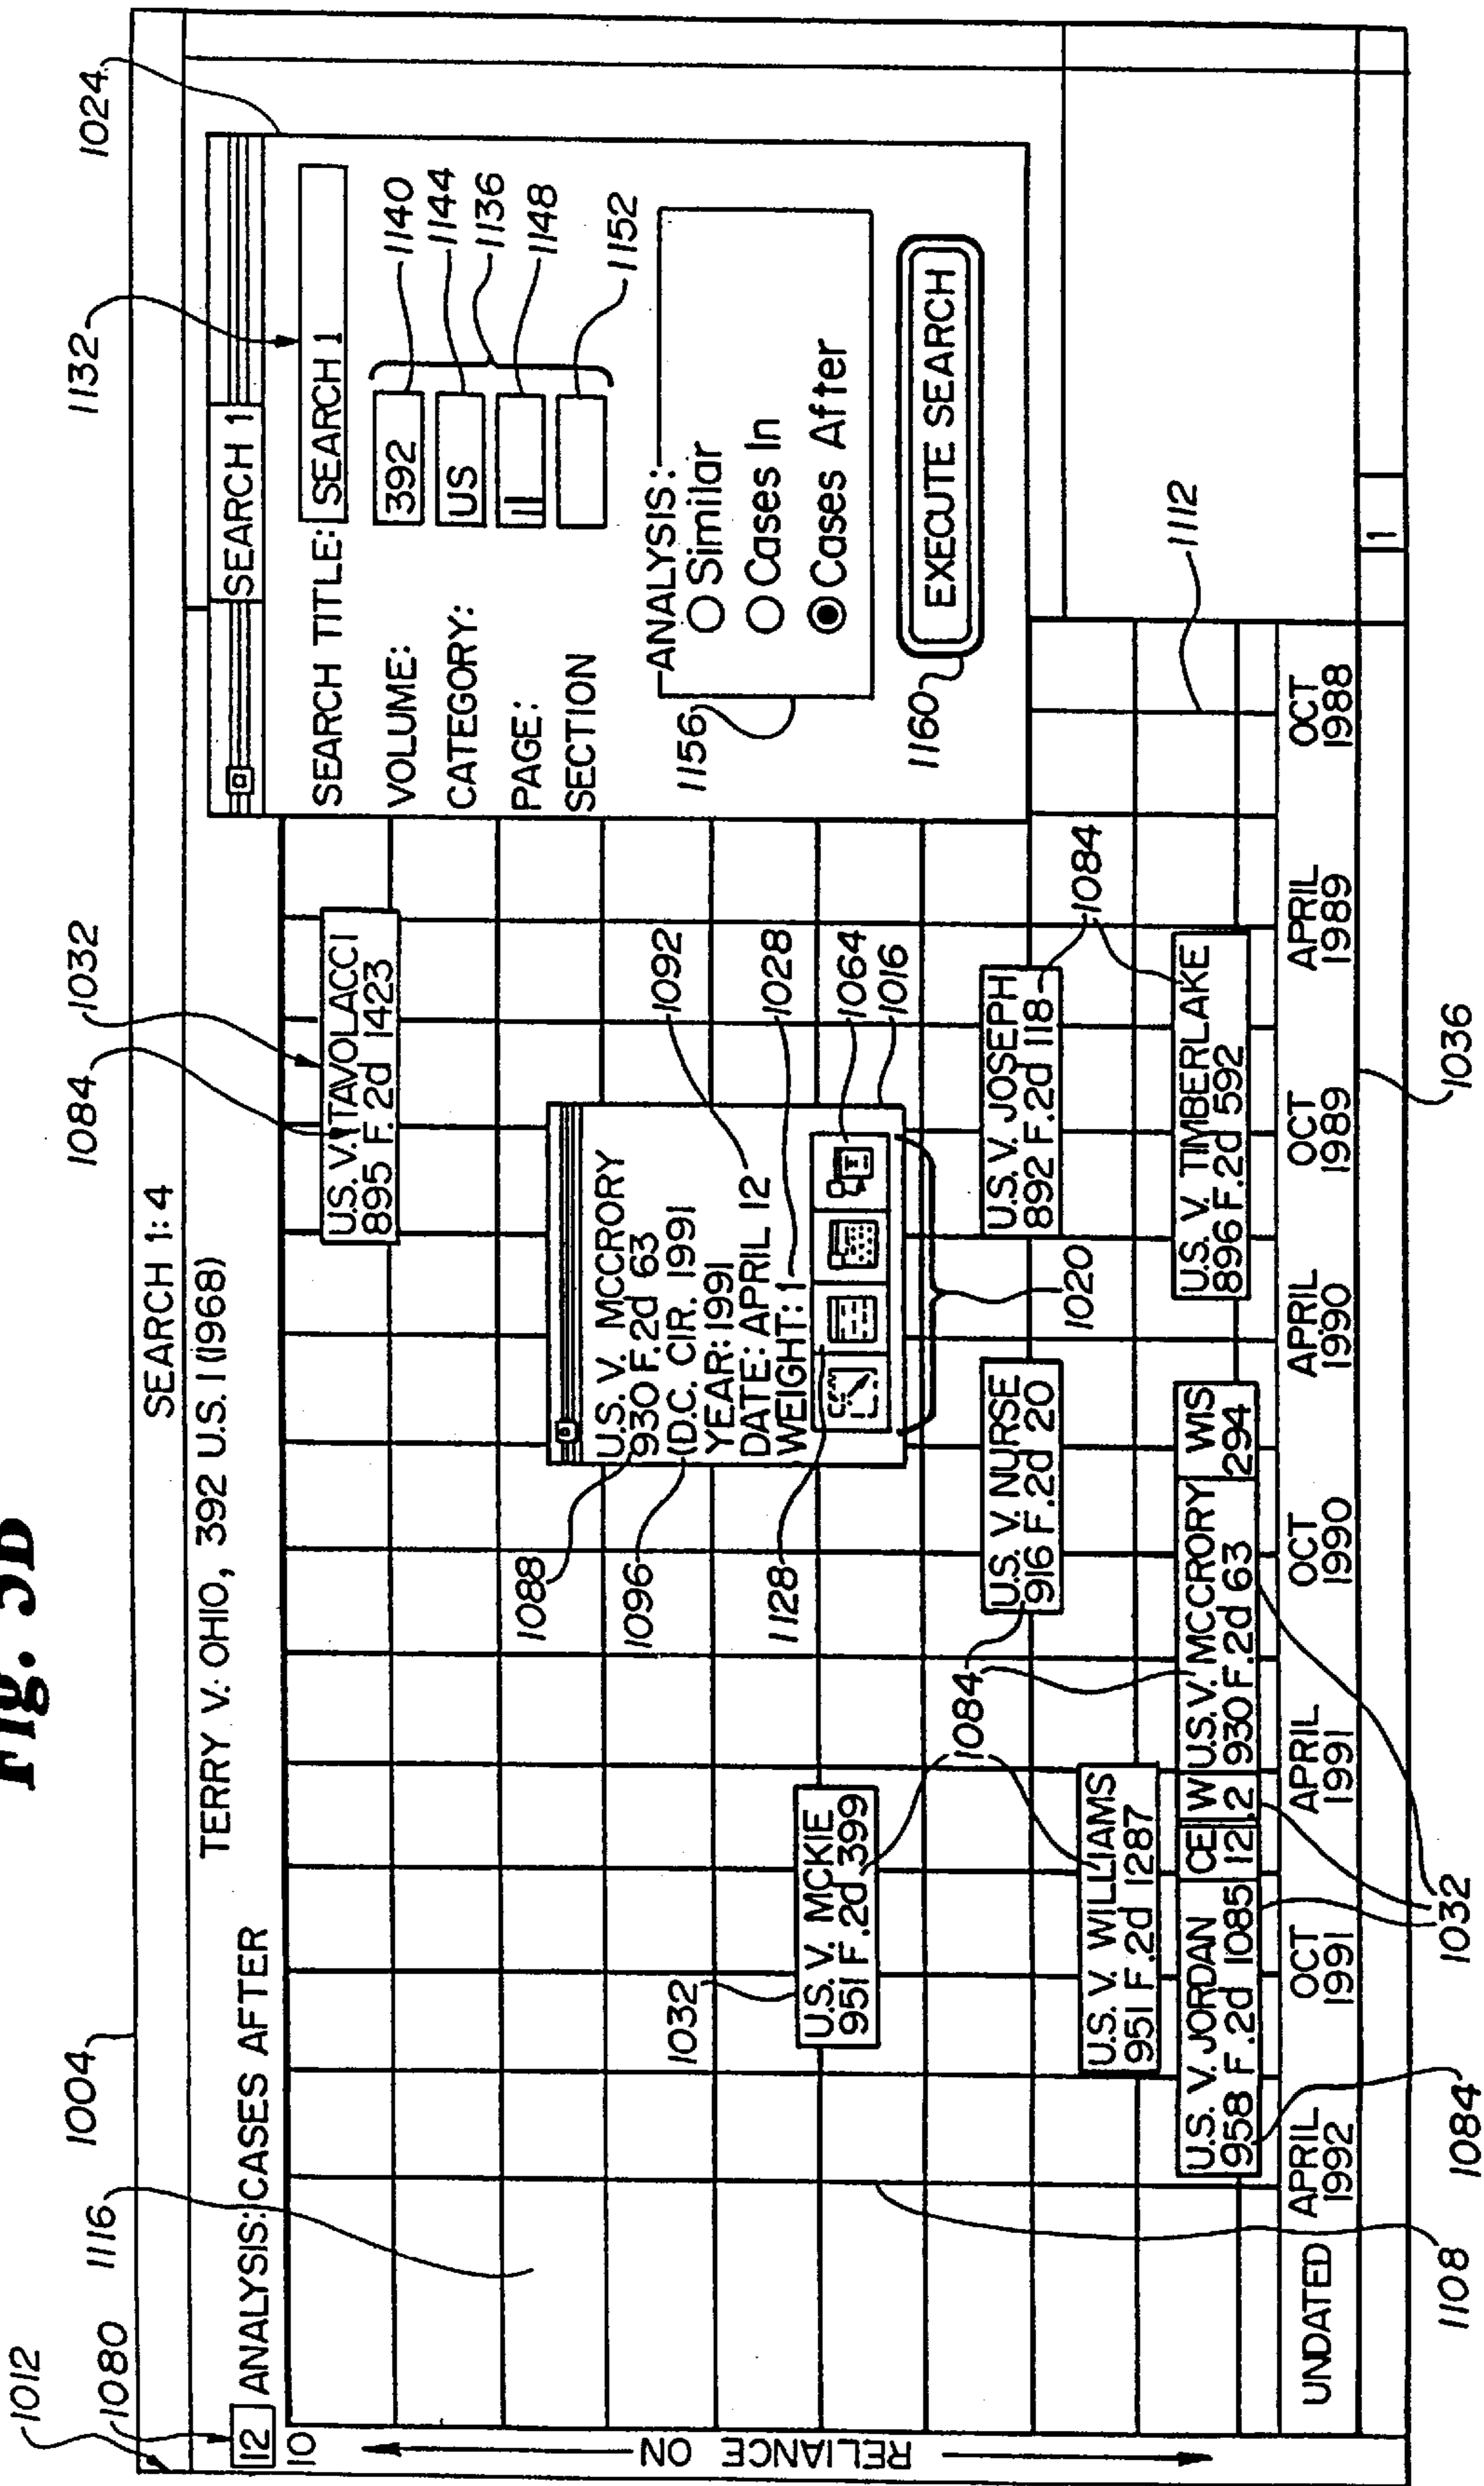 Fig. 5D
1012
1080
1116
1004
1084
1032
1132
1024
SEARCH 1: 4
TERRY V. OHIO, 392 U.S. 1 (1968)
12 ANALYSIS: CASES AFTER
10
RELIANCE ON
SEARCH 1
SEARCH TITLE: SEARCH 1
VOLUME: 392
CATEGORY: US
PAGE: 1
SECTION
1140
1144
1136
1148
1152
ANALYSIS:
Similar
Cases In
Cases After
1156
EXECUTE SEARCH
1160
U.S. V. TAVOLACCI
895 F. 2d 1423
U.S. V. MCCRORY
930 F.2d 63
(D.C. CIR. 1991
YEAR: 1991
DATE: APRIL 12
WEIGHT: 1
1088
1096
1128
1092
1028
1064
1016
1020
1032
U.S. V. MCKIE
951 F.2d 399
1084
U.S. V. NURSE
916 F.2d 20
U.S. V. JOSEPH
892 F.2d 118
1084
1084
U.S. V. WILLIAMS
951 F.2d 1287
U.S. V. JORDAN
958 F.2d 1085
CE
12
W
2
U.S. V. MCCRORY
930 F.2d 63
WIS
294
U.S. V. TIMBERLAKE
896 F.2d 592
1112
UNDATED
APRIL
1992
OCT
1991
APRIL
1991
OCT
1990
APRIL
1990
OCT
1989
APRIL
1989
OCT
1988
1
1108
1084
1032
1036